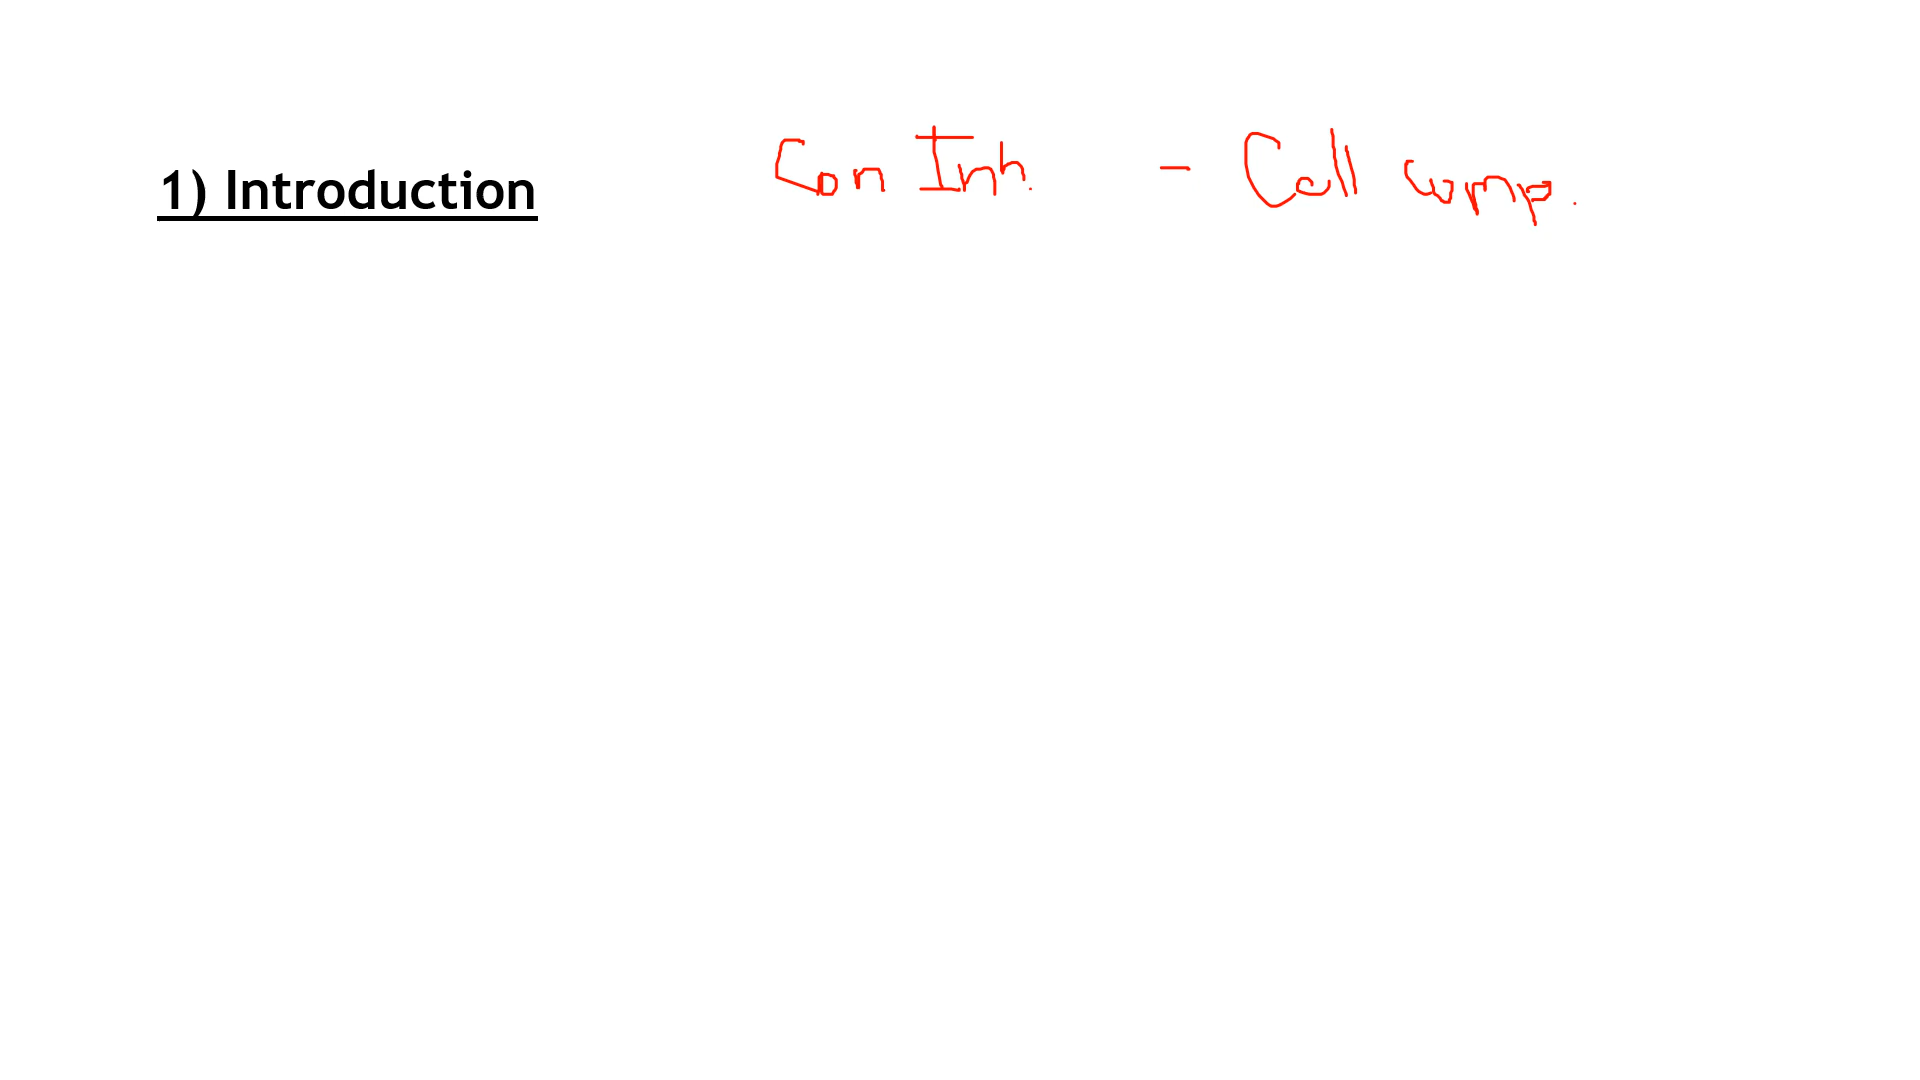 1) Introduction Con Inh. - Cell comp.